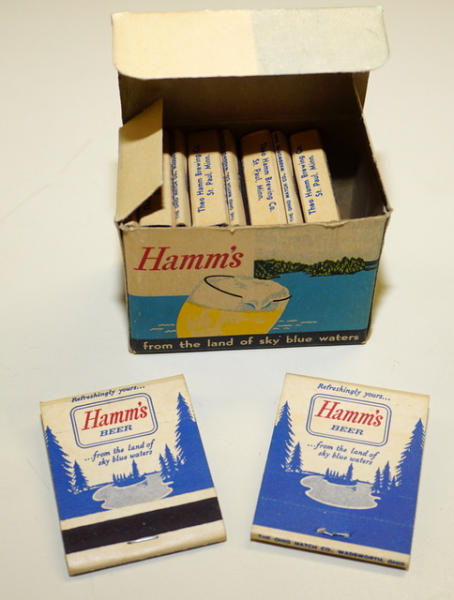 Theo Hamm Brewing Co.
St. Paul, Minn.
Theo Hamm Brewing Co.
St. Paul, Minn.
Hamm's
from the land of sky blue waters
Refreshingly yours...
Hamm's
BEER
...from the land of
sky blue waters
Refreshingly yours...
Hamm's
BEER
...from the land of
sky blue waters
THE OHIO MATCH CO. WADSWORTH, OHIO